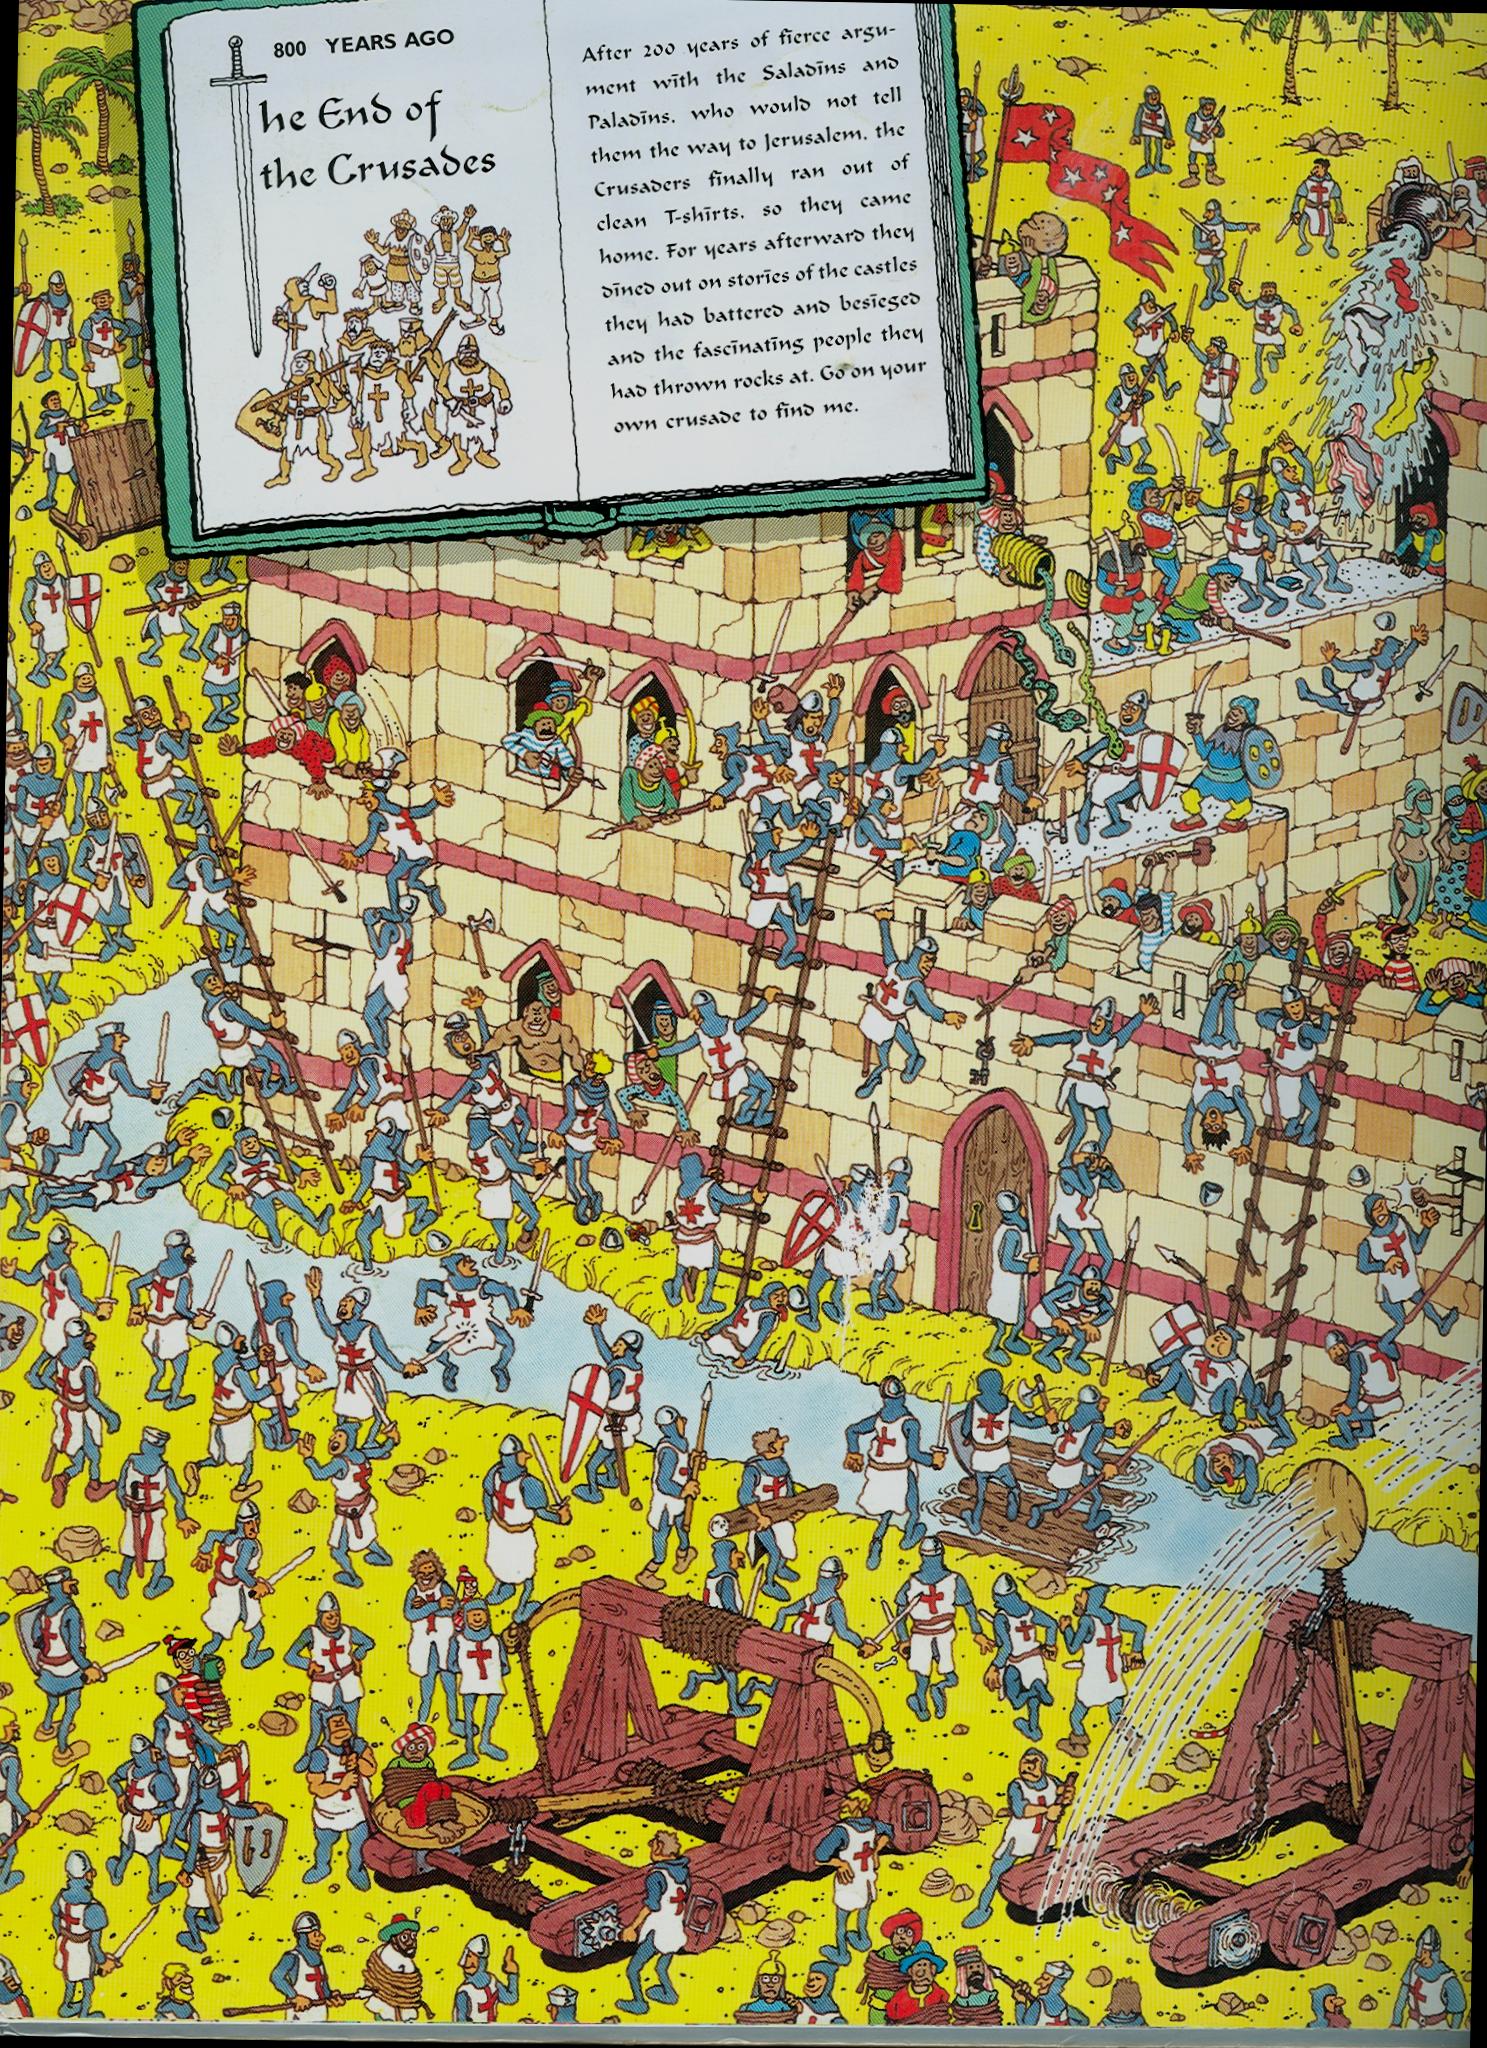 800 YEARS AGO
he End of
the Crusades
After 200 years of fierce argu-
ment with the Saladins and
Paladins, who would not tell
them the way to Jerusalem, the
Crusaders finally ran out of
clean T-shirts, so they came
home. For years afterward they
dined out on stories of the castles
they had battered and besieged
and the fascinating people they
had thrown rocks at. Go on your
own crusade to find me.